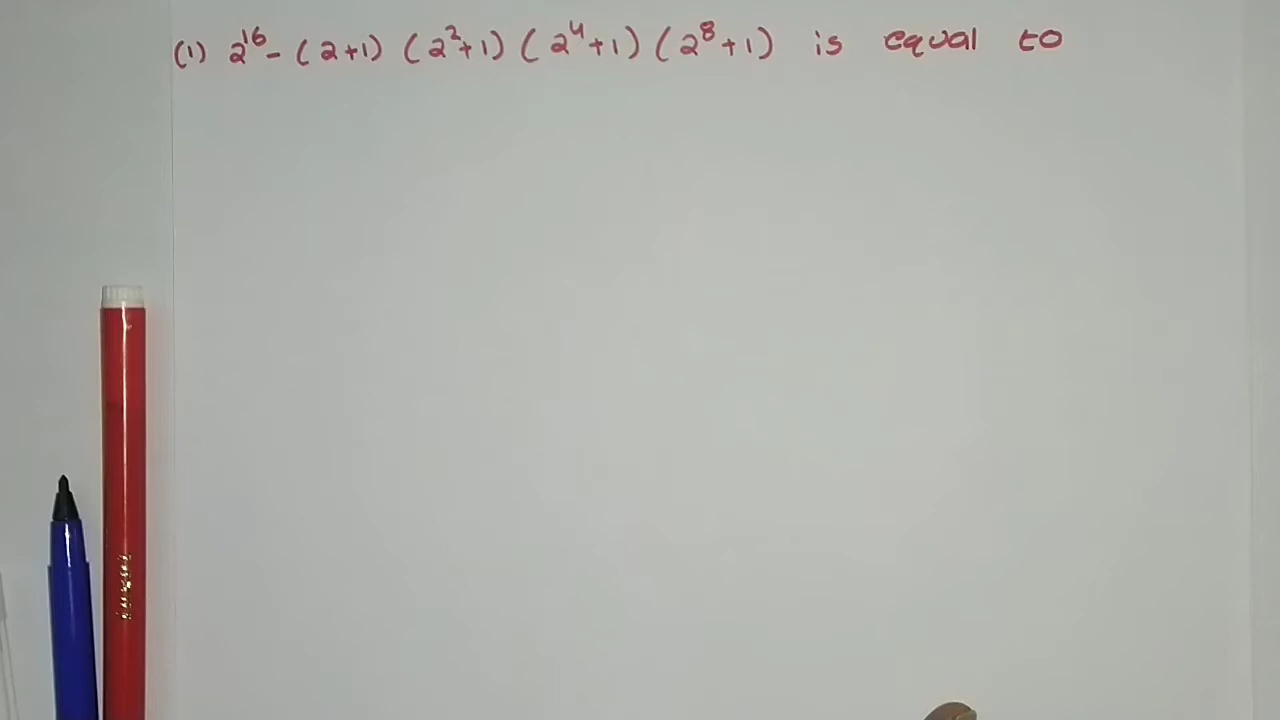 (1) 2¹⁶ - (2+1) (2²+1) (2⁴+1) (2⁸+1) is equal to